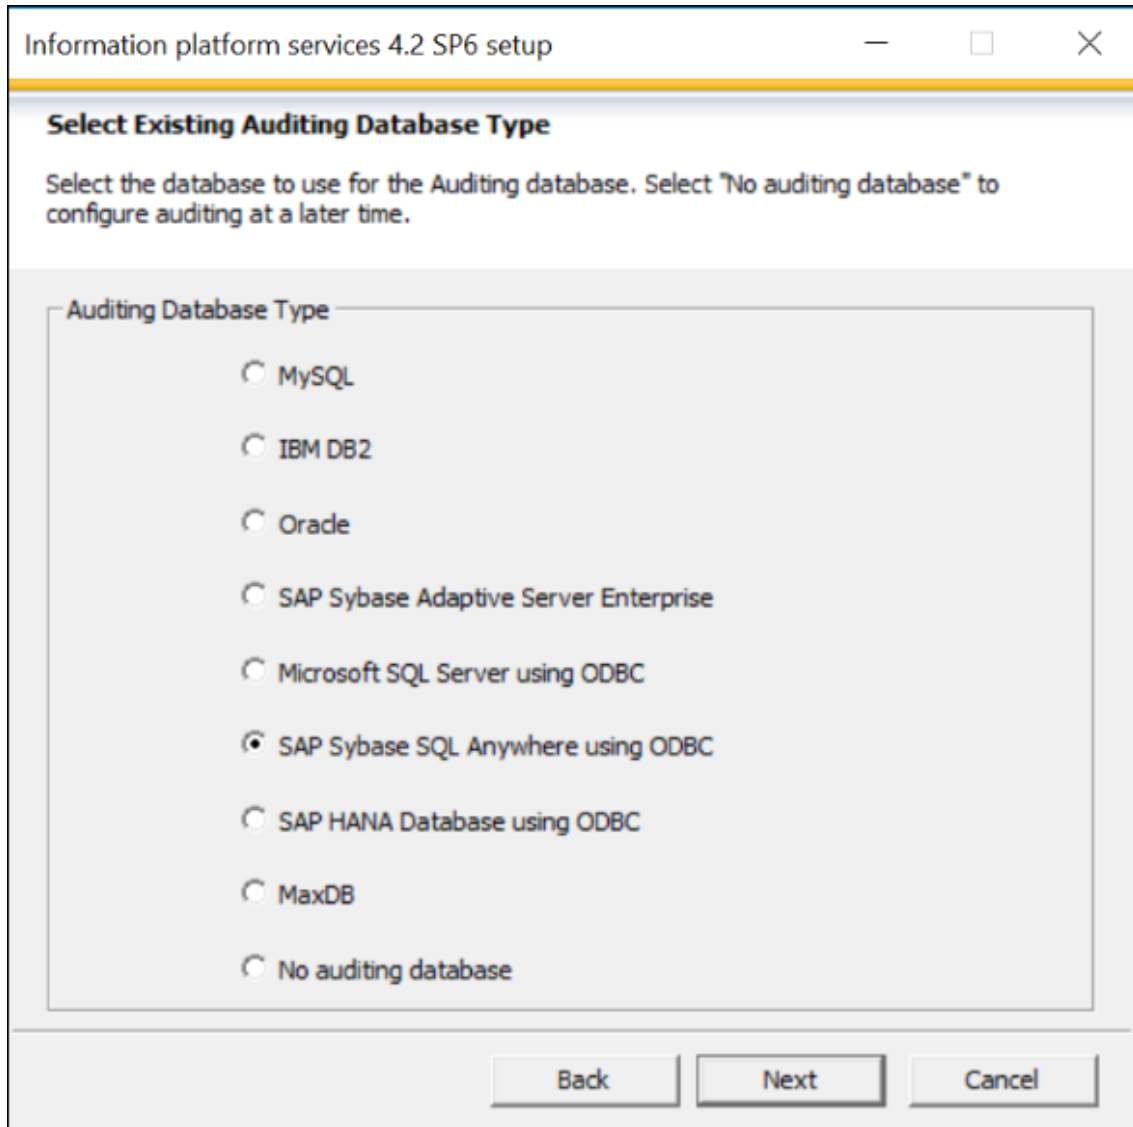 Information platform services 4.2 SP6 setup
Select Existing Auditing Database Type
Select the database to use for the Auditing database. Select "No auditing database" to
configure auditing at a later time.
Auditing Database Type
MySQL
IBM DB2
Oracle
SAP Sybase Adaptive Server Enterprise
Microsoft SQL Server using ODBC
SAP Sybase SQL Anywhere using ODBC
SAP HANA Database using ODBC
MaxDB
No auditing database
Back Next Cancel